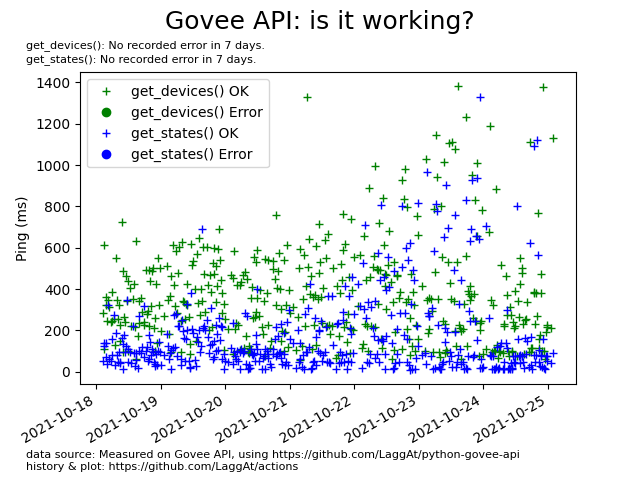 Govee API: is it working?
get_devices(): No recorded error in 7 days.
get_states(): No recorded error in 7 days.
get_devices() OK
get_devices() Error
get_states() OK
get_states() Error
Ping (ms)
1400
1200
1000
800
600
400
200
0
2021-10-18
2021-10-19
2021-10-20
2021-10-21
2021-10-22
2021-10-23
2021-10-24
2021-10-25
data source: Measured on Govee API, using https://github.com/LaggAt/python-govee-api
history & plot: https://github.com/LaggAt/actions